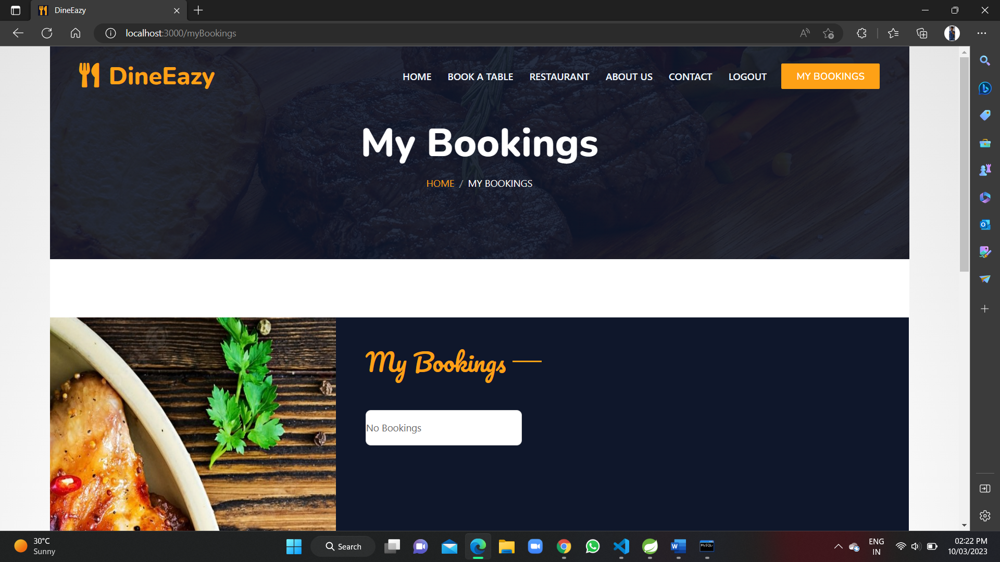 DineEazy
localhost:3000/myBookings
DineEazy
HOME BOOK A TABLE RESTAURANT ABOUT US CONTACT LOGOUT MY BOOKINGS
My Bookings
HOME / MY BOOKINGS
My Bookings
No Bookings
30°C
Sunny
Search
ENG
IN
02:22 PM
10/03/2023